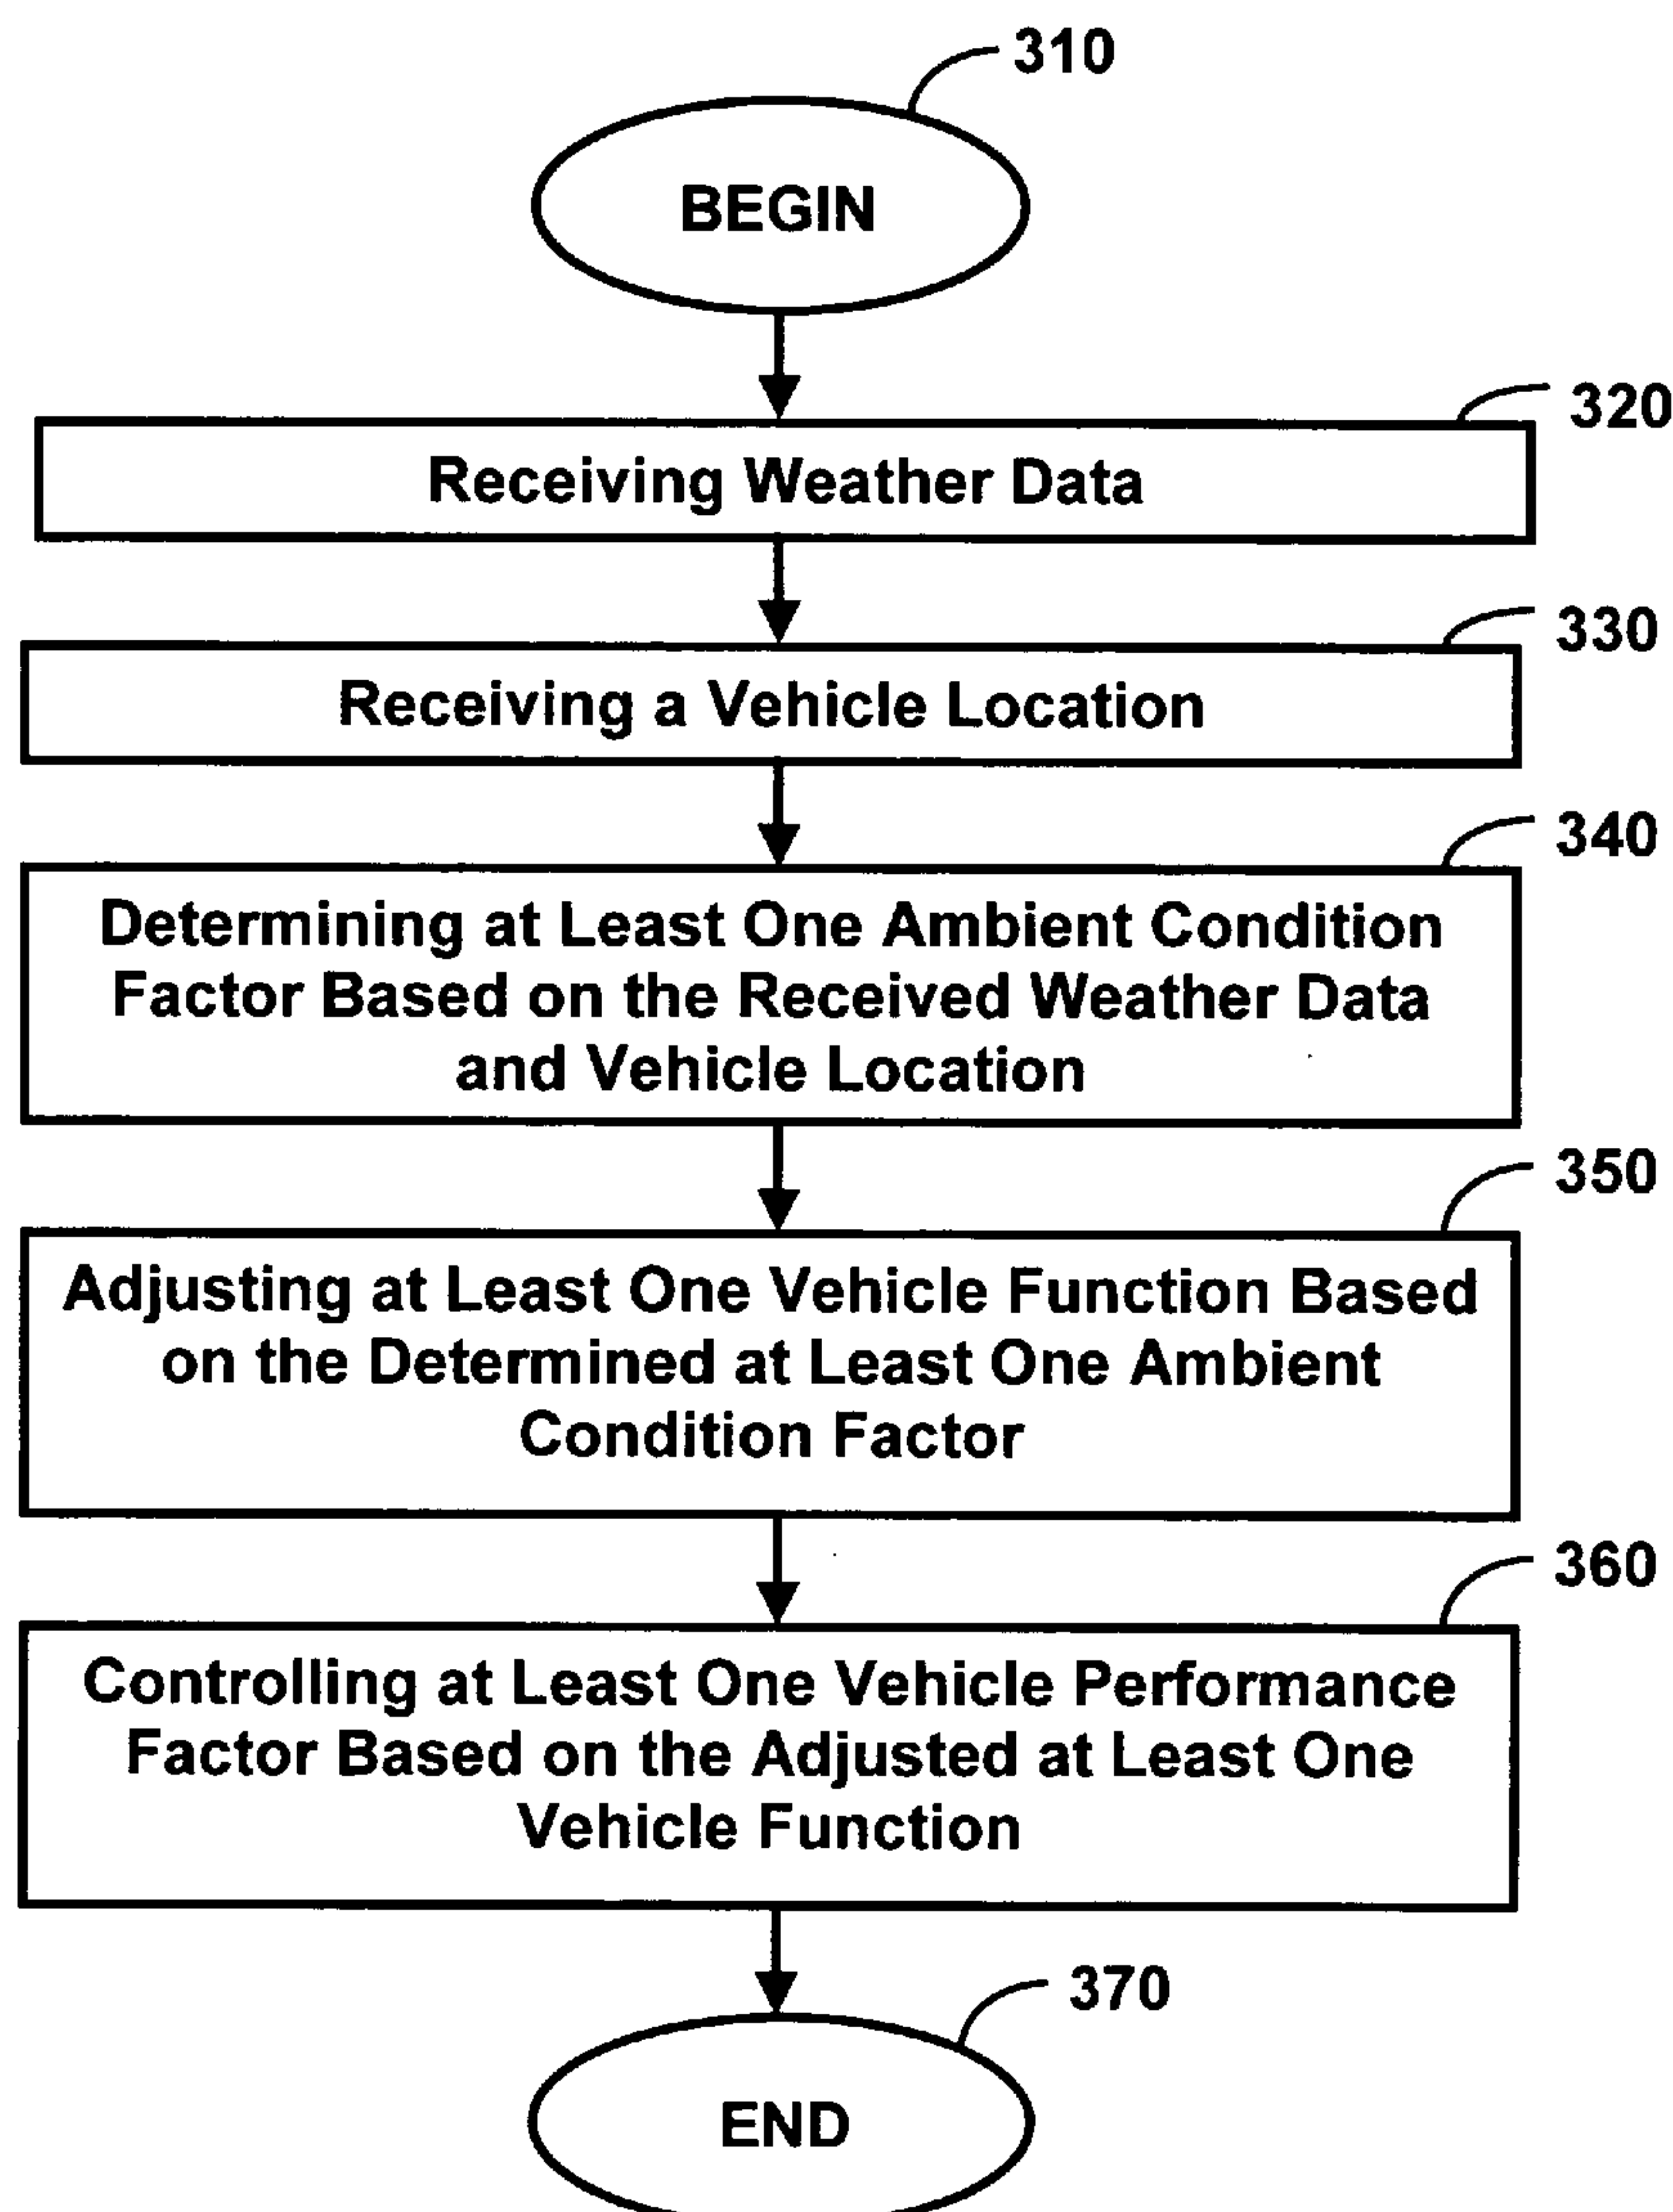 310
BEGIN
320
Receiving Weather Data
330
Receiving a Vehicle Location
340
Determining at Least One Ambient Condition
Factor Based on the Received Weather Data
and Vehicle Location
350
Adjusting at Least One Vehicle Function Based
on the Determined at Least One Ambient
Condition Factor
360
Controlling at Least One Vehicle Performance
Factor Based on the Adjusted at Least One
Vehicle Function
370
END